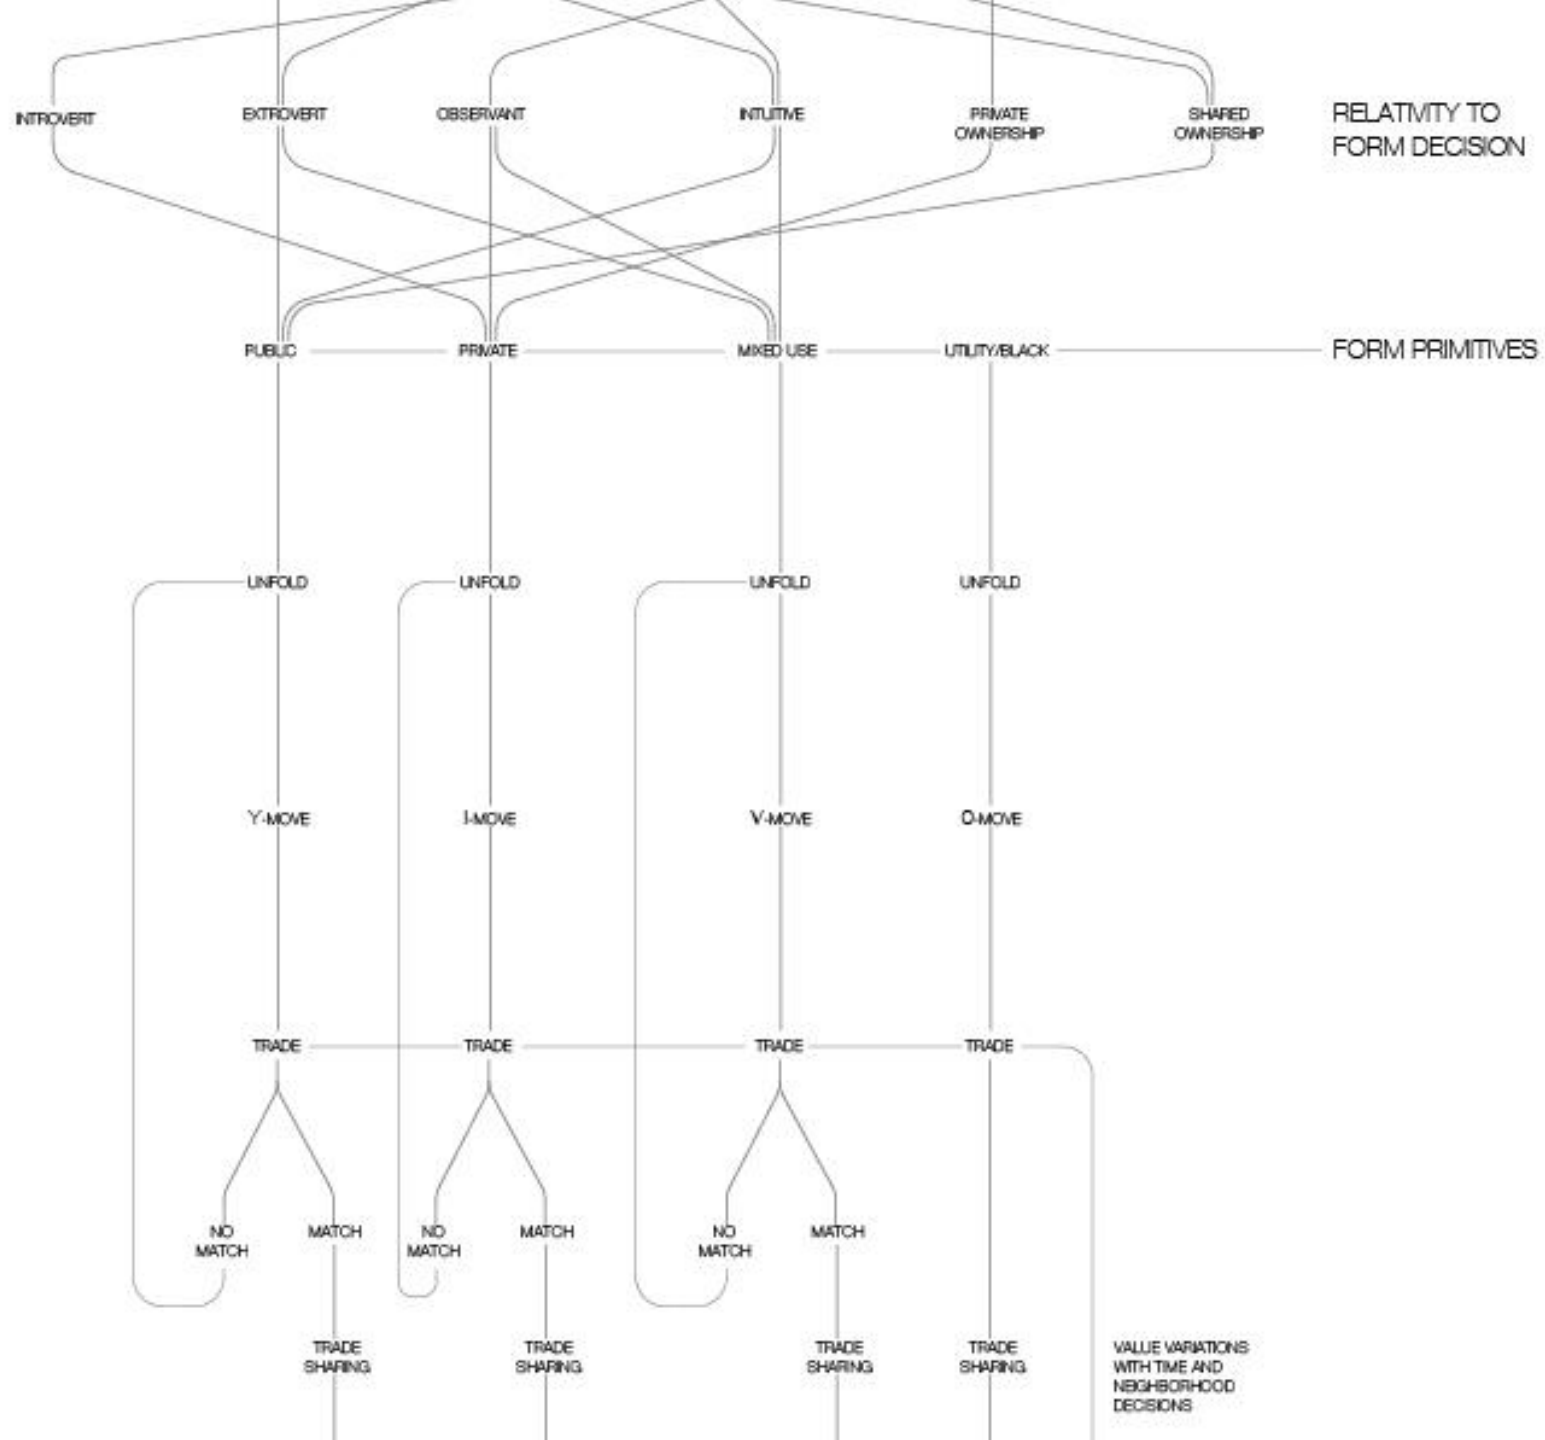 INTROVERT
EXTROVERT
OBSERVANT
INTUITIVE
PRIVATE
OWNERSHIP
SHARED
OWNERSHIP
RELATIVITY TO
FORM DECISION
PUBLIC
PRIVATE
MIXED USE
UTILITY/BLACK
FORM PRIMITIVES
UNFOLD
UNFOLD
UNFOLD
UNFOLD
Y-MOVE
I-MOVE
V-MOVE
O-MOVE
TRADE
TRADE
TRADE
TRADE
NO
MATCH
MATCH
NO
MATCH
MATCH
NO
MATCH
MATCH
TRADE
SHARING
TRADE
SHARING
TRADE
SHARING
TRADE
SHARING
VALUE VARIATIONS
WITH TIME AND
NEIGHBORHOOD
DECISIONS